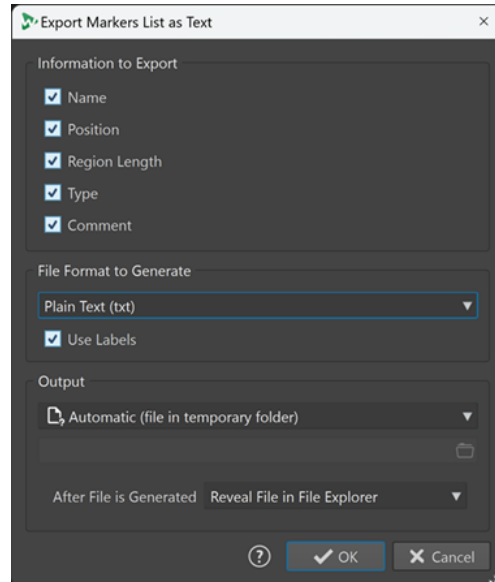 Export Markers List as Text
Information to Export
Name
Position
Region Length
Type
Comment
File Format to Generate
Plain Text (txt)
Use Labels
Output
Automatic (file in temporary folder)
After File is Generated Reveal File in File Explorer
? OK Cancel